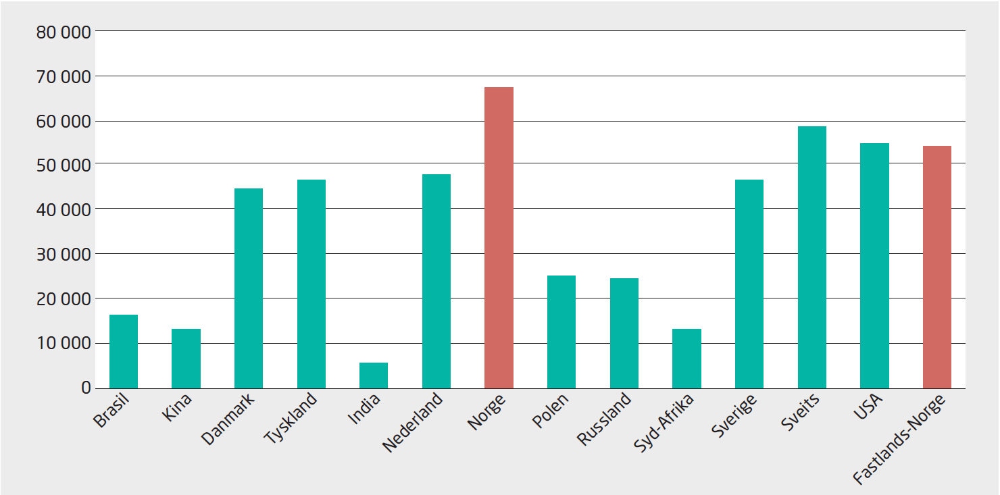 80 000
70 000
60 000
50 000
40 000
30 000
20 000
10 000
0
Brasil
Kina
Danmark
Tyskland
India
Nederland
Norge
Polen
Russland
Syd-Afrika
Sverige
Sveits
USA
Fastlands-Norge